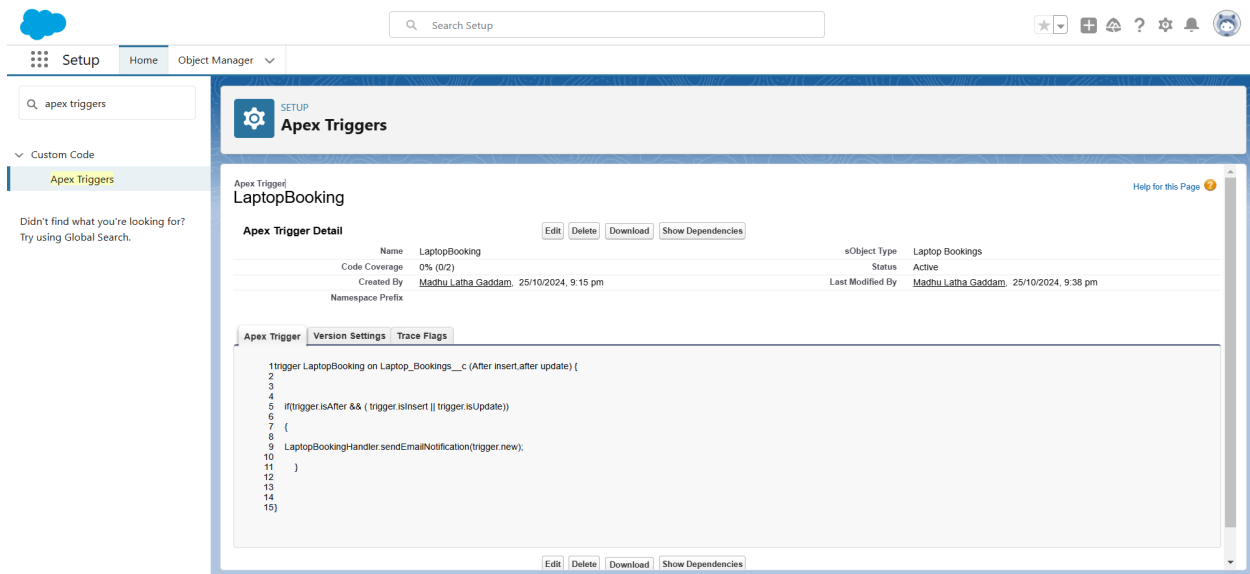 Search Setup
Setup
Home
Object Manager
apex triggers
Custom Code
Apex Triggers
Didn't find what you're looking for?
Try using Global Search.
SETUP
Apex Triggers
Apex Trigger
LaptopBooking
Help for this Page
Apex Trigger Detail
Edit Delete Download Show Dependencies
Name LaptopBooking sObject Type Laptop Bookings
Code Coverage 0% (0/2) Status Active
Created By Madhu Latha Gaddam, 25/10/2024, 9:15 pm Last Modified By Madhu Latha Gaddam, 25/10/2024, 9:38 pm
Namespace Prefix
Apex Trigger Version Settings Trace Flags
1trigger LaptopBooking on Laptop_Bookings__c (After insert,after update) {
2
3
4
5 if(trigger.isAfter && ( trigger.isInsert || trigger.isUpdate))
6
7 {
8
9 LaptopBookingHandler.sendEmailNotification(trigger.new);
10
11 }
12
13
14
15}
Edit Delete Download Show Dependencies